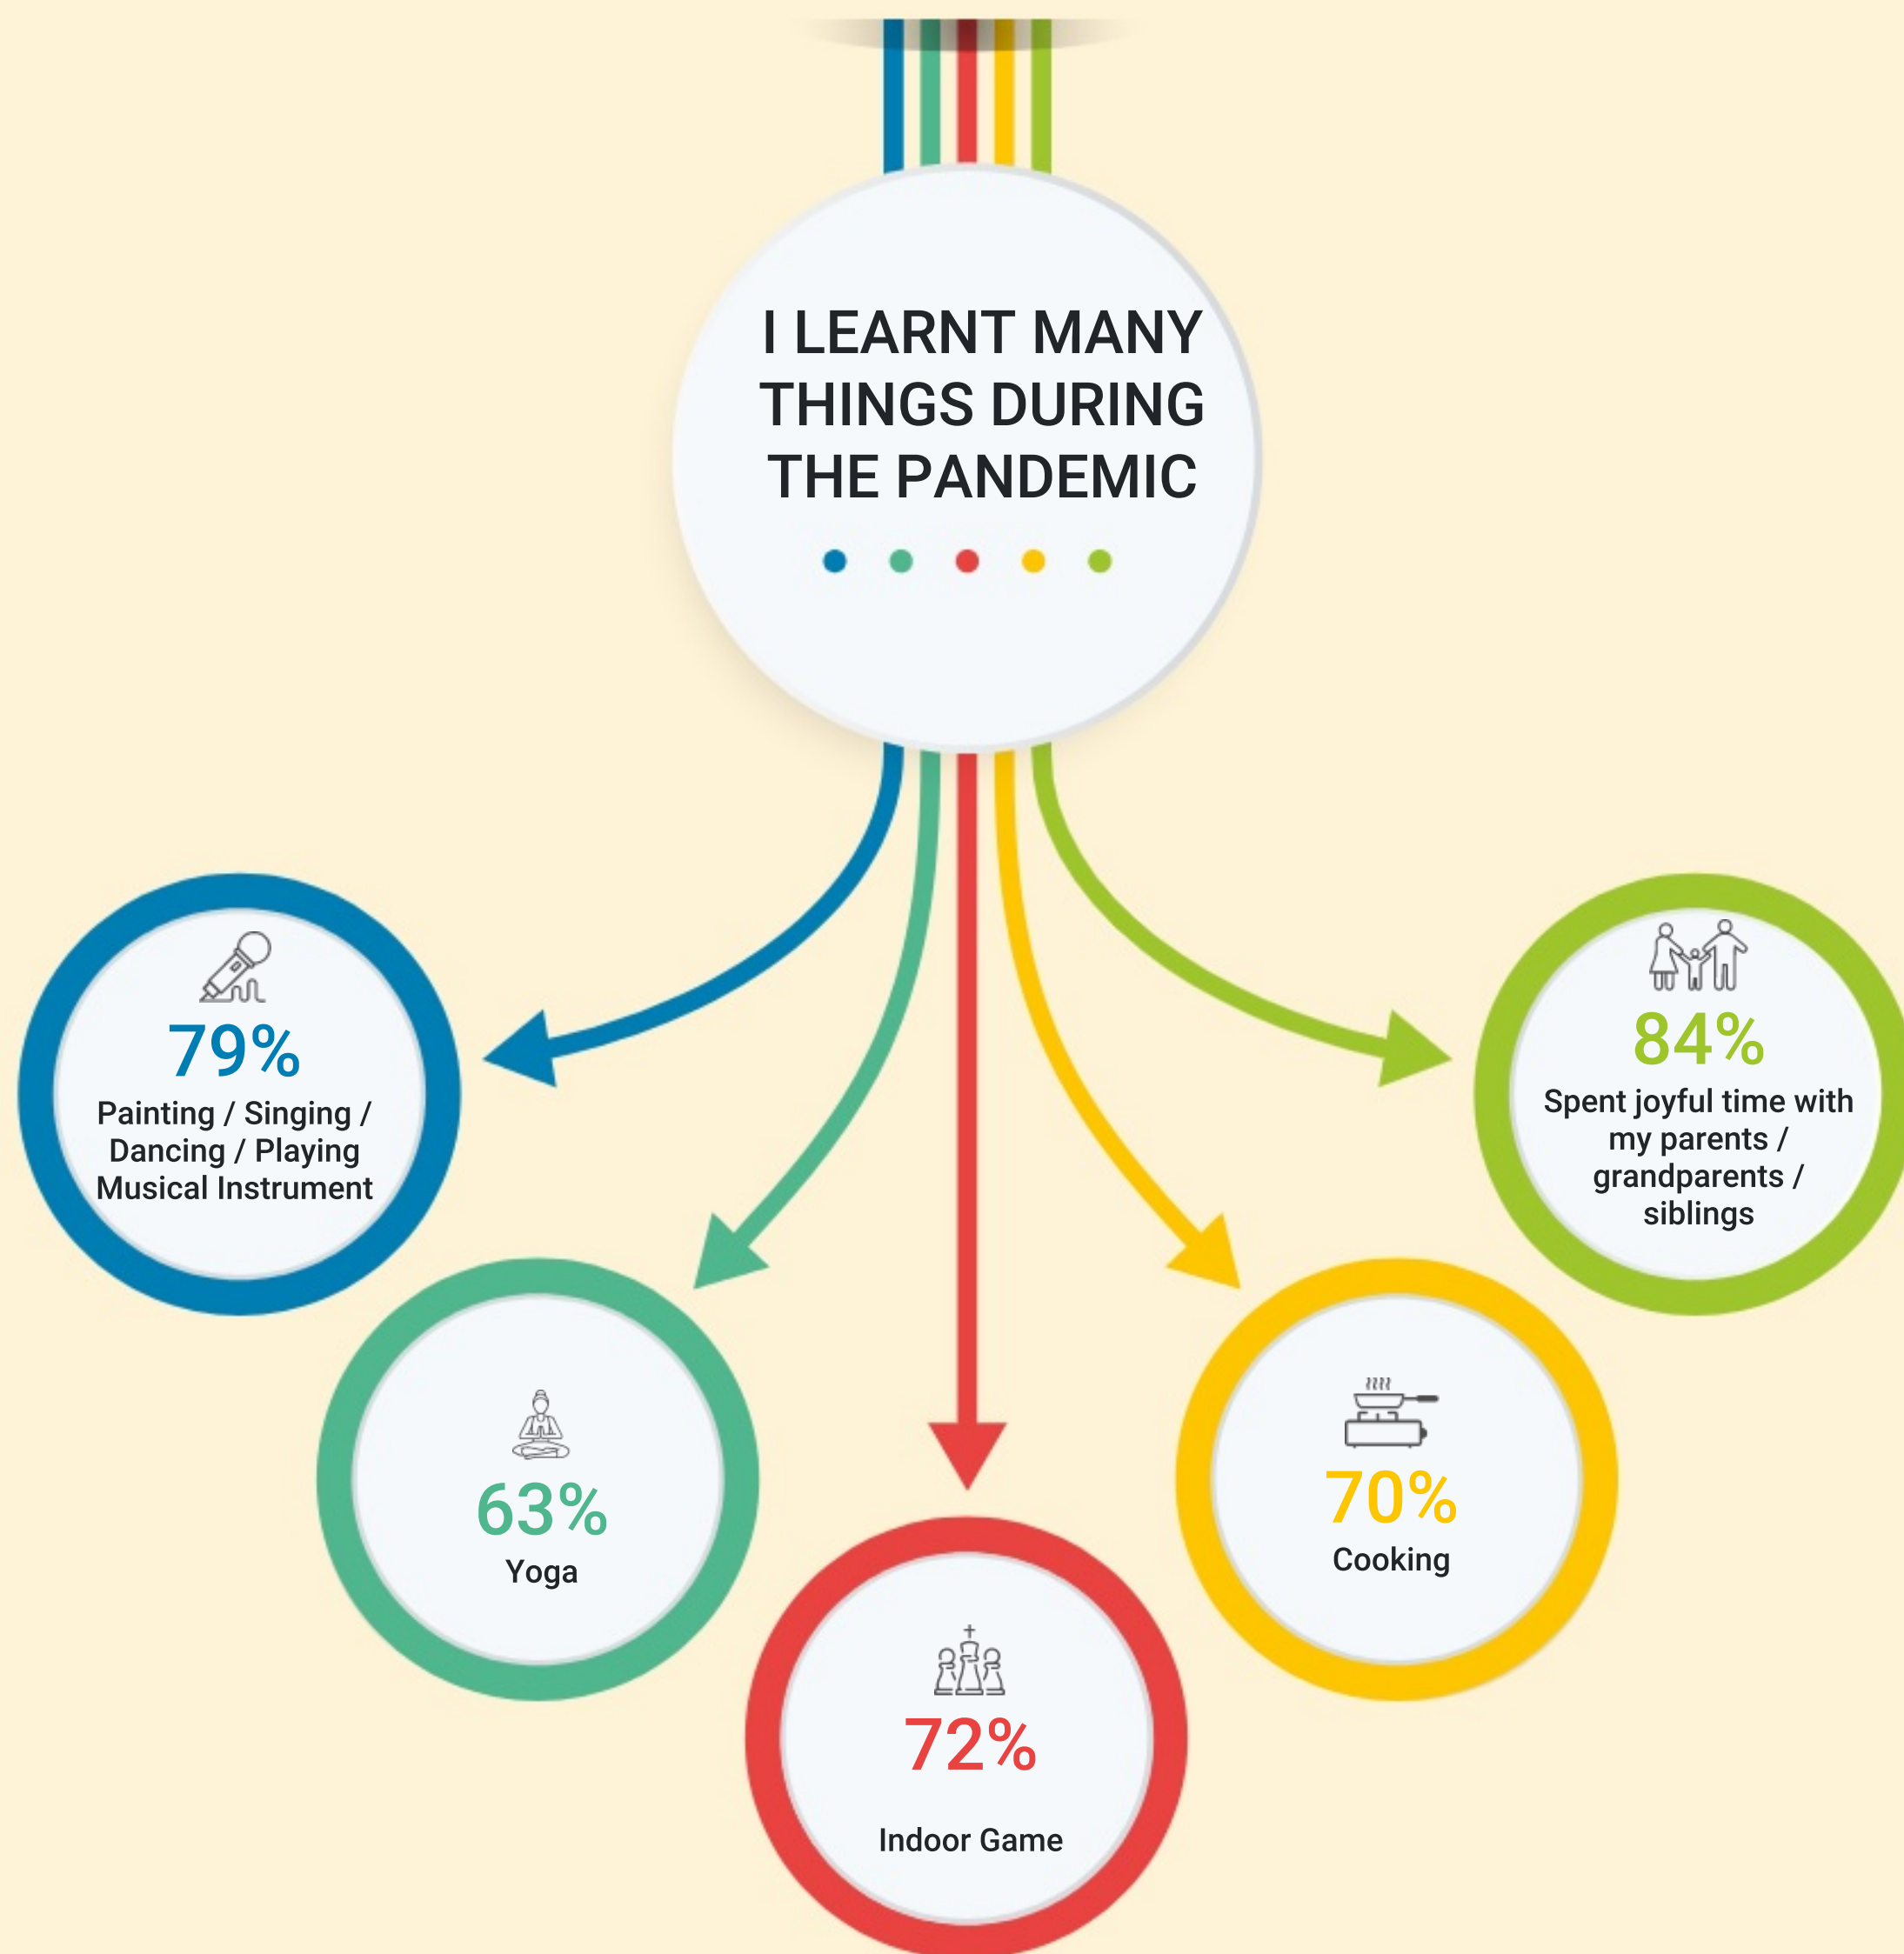 I LEARNT MANY
THINGS DURING
THE PANDEMIC
79%
Painting / Singing /
Dancing / Playing
Musical Instrument
84%
Spent joyful time with
my parents /
grandparents /
siblings
63%
Yoga
70%
Cooking
72%
Indoor Game